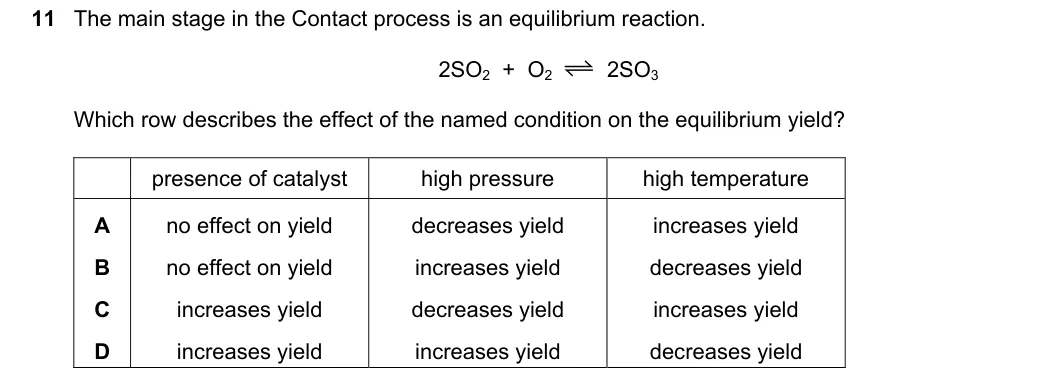 11 The main stage in the Contact process is an equilibrium reaction.
2SO₂ + O₂ ⇌ 2SO₃
Which row describes the effect of the named condition on the equilibrium yield?
presence of catalyst high pressure high temperature
A no effect on yield decreases yield increases yield
B no effect on yield increases yield decreases yield
C increases yield decreases yield increases yield
D increases yield increases yield decreases yield